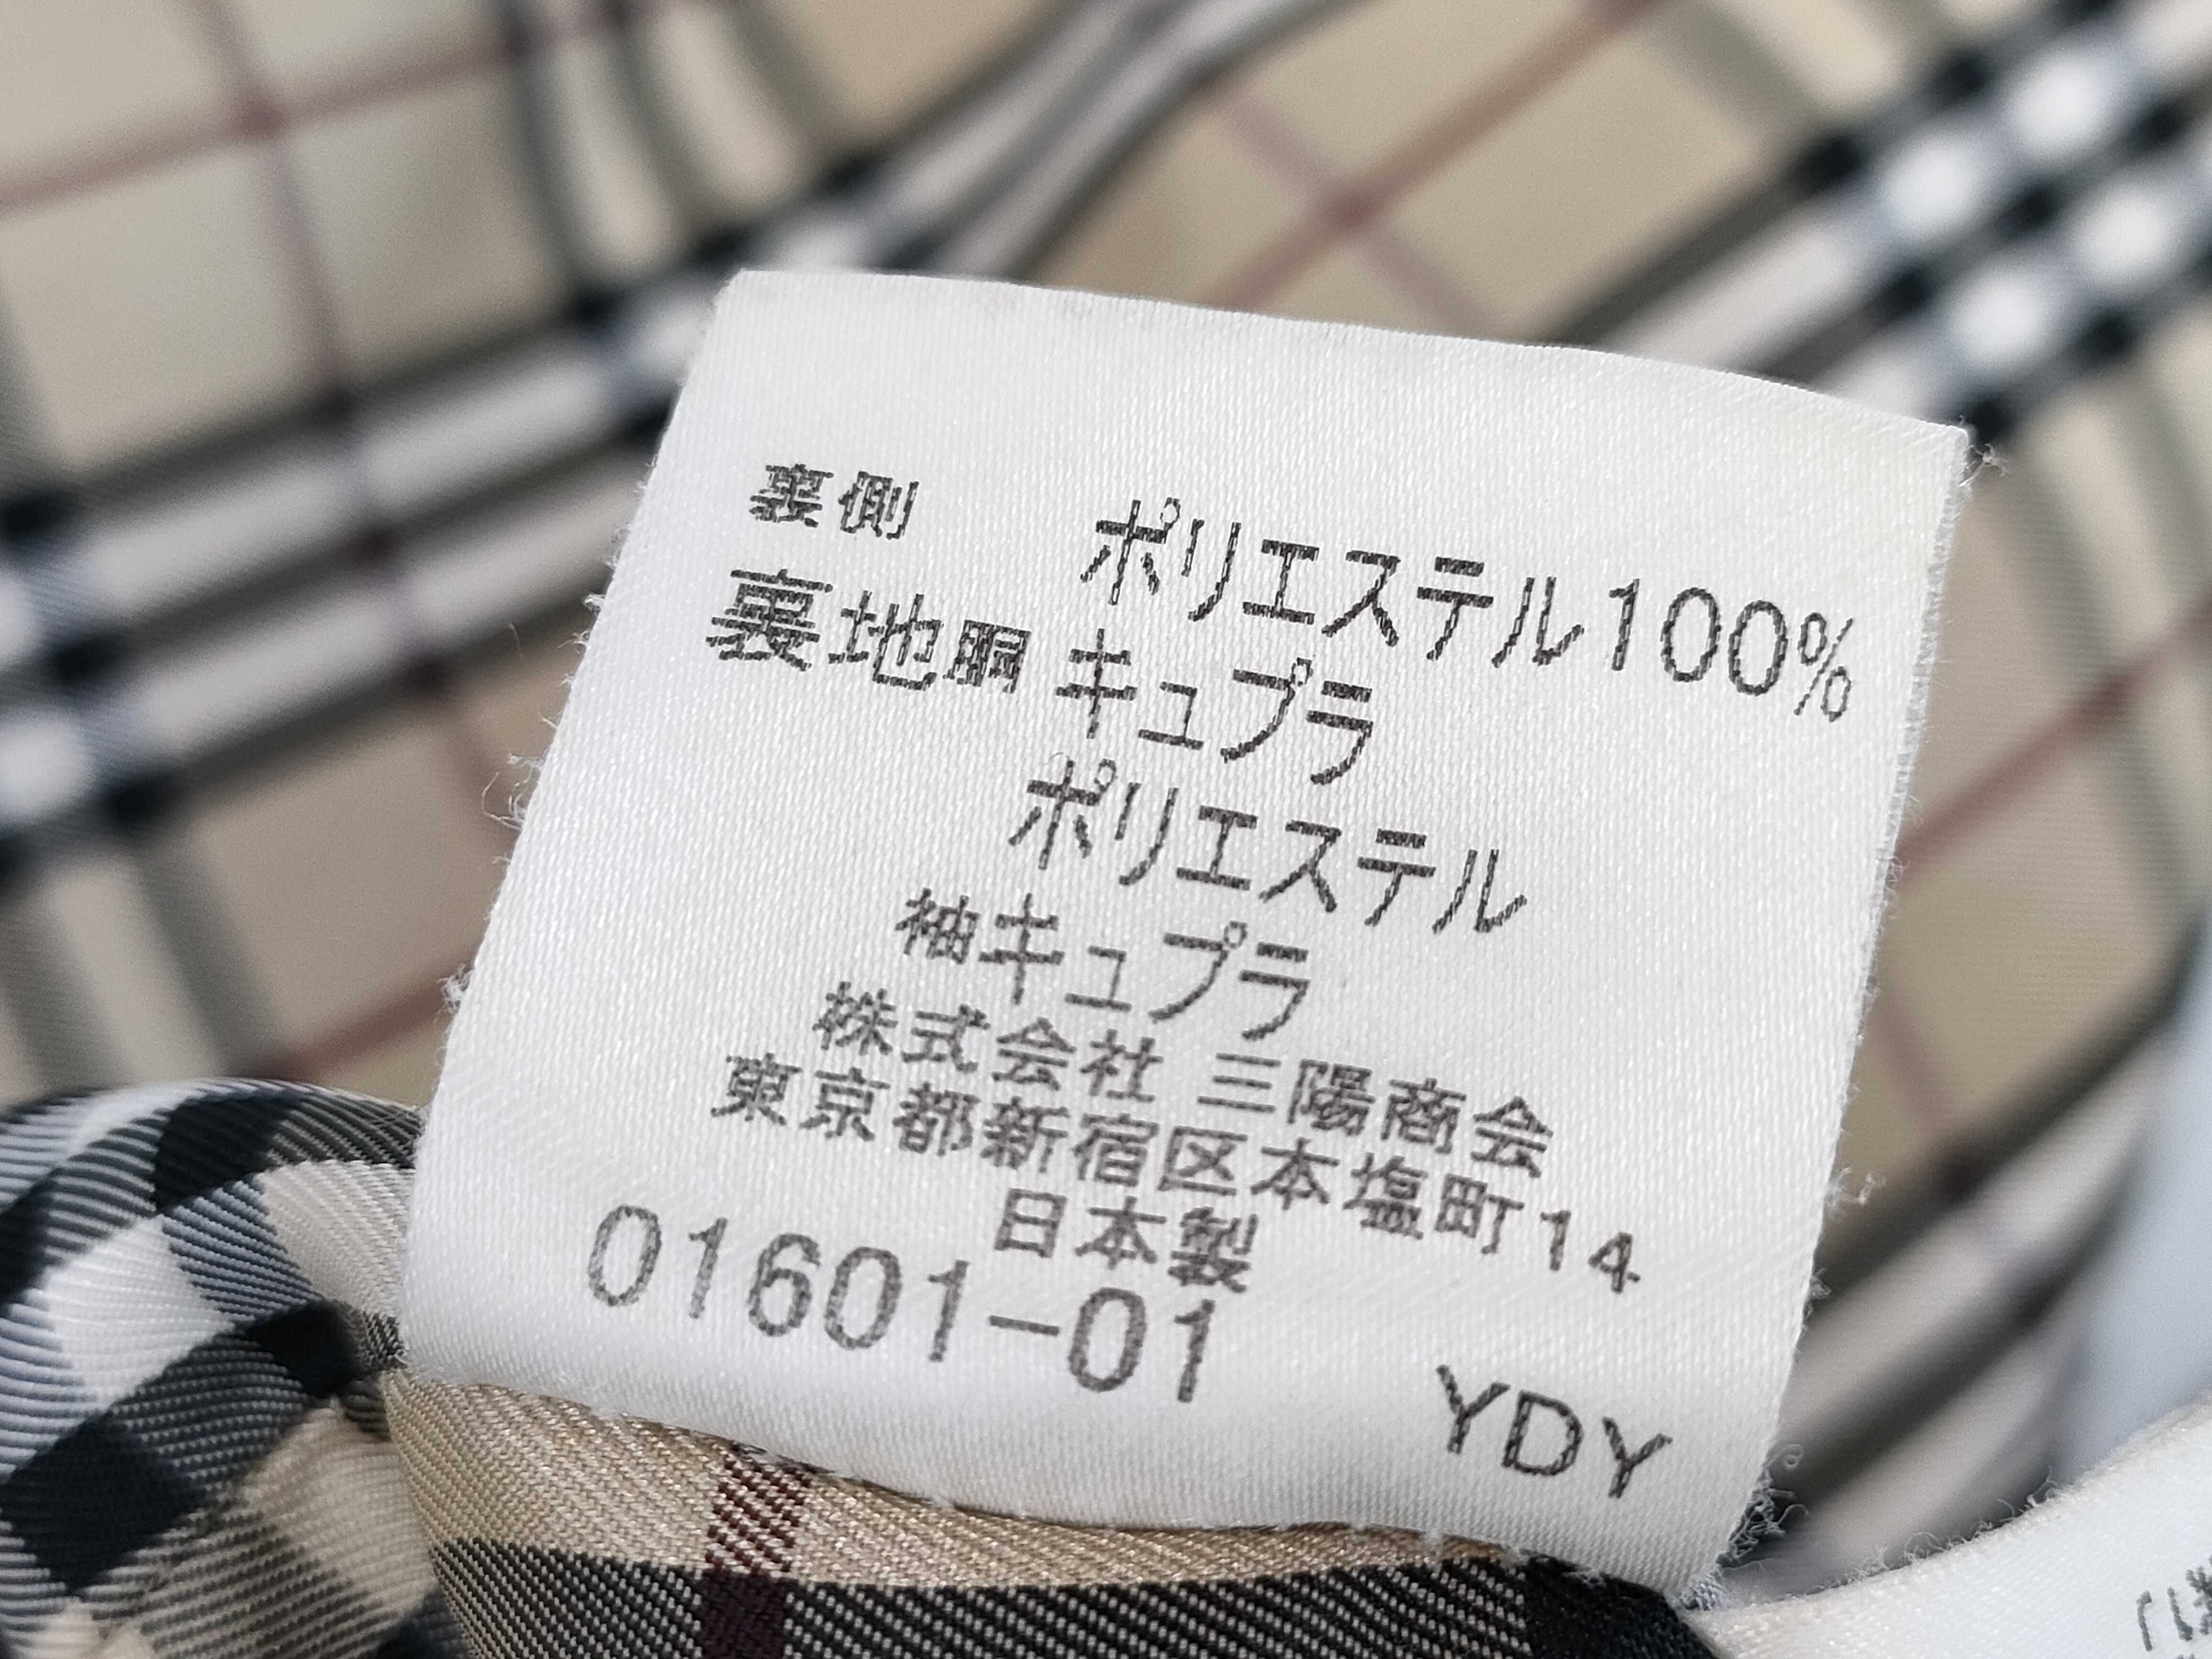 裏側 ポリエステル100%
裏地胴 キュプラ
ポリエステル
袖キュプラ
株式会社 三陽商会
東京都新宿区本塩町14
日本製
01601-01
YDY